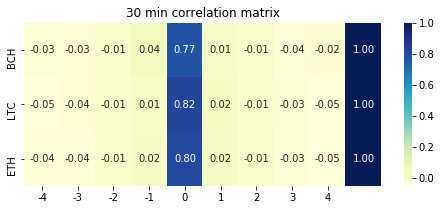 30 min correlation matrix
BCH -0.03 -0.03 -0.01 0.04 0.77 0.01 -0.01 -0.04 -0.02 1.00
LTC -0.05 -0.04 -0.01 0.01 0.82 0.02 -0.01 -0.03 -0.05 1.00
ETH -0.04 -0.04 -0.01 0.02 0.80 0.02 -0.01 -0.03 -0.05 1.00
-4 -3 -2 -1 0 1 2 3 4
1.0
0.8
0.6
0.4
0.2
0.0